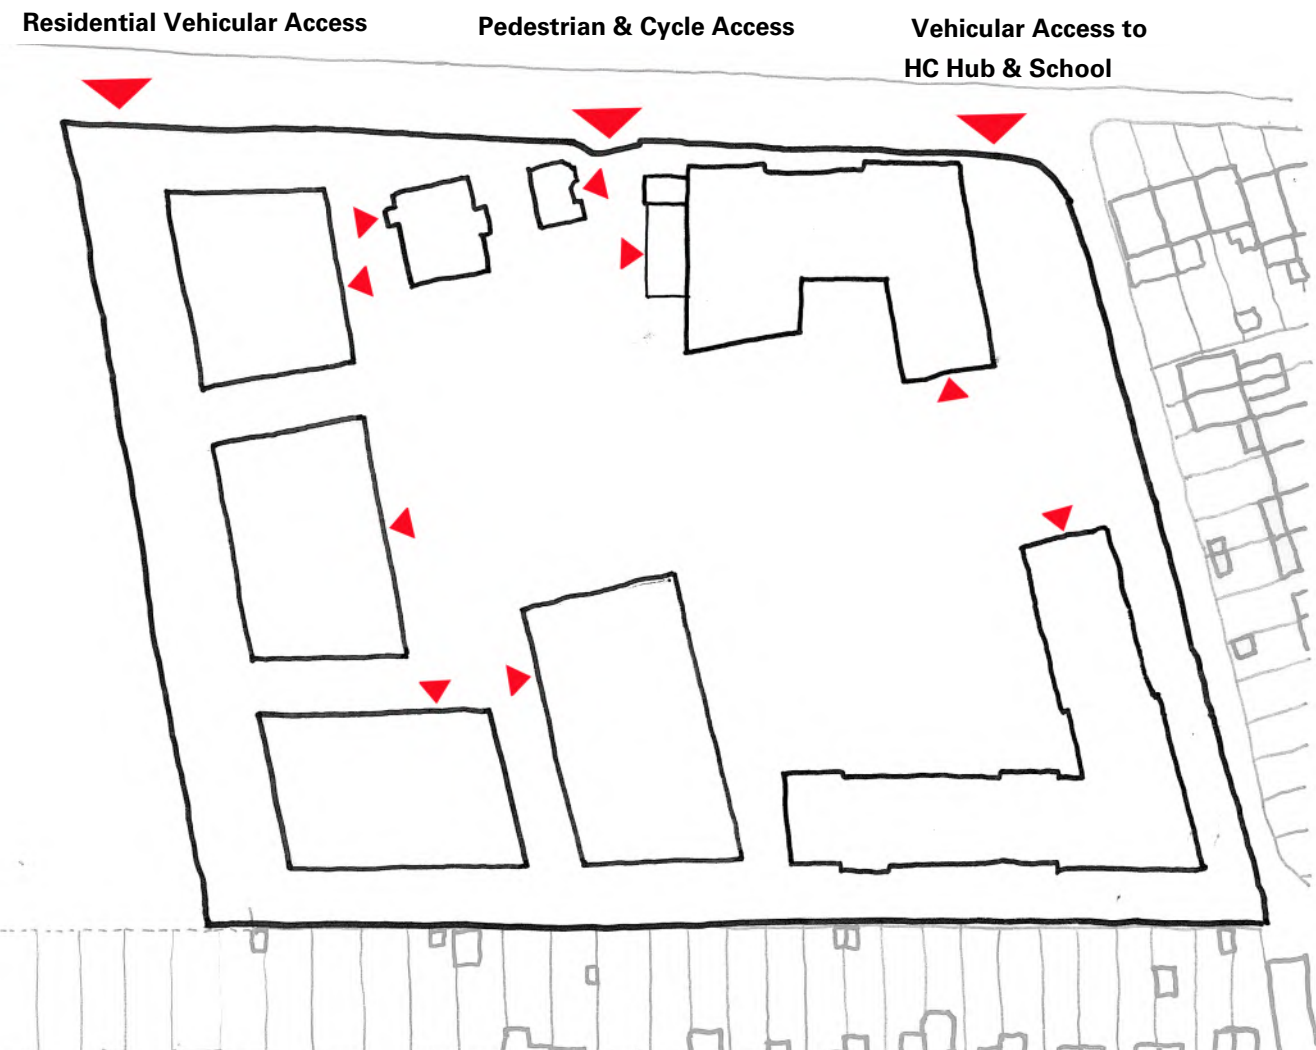 Residential Vehicular Access
Pedestrian & Cycle Access
Vehicular Access to
HC Hub & School